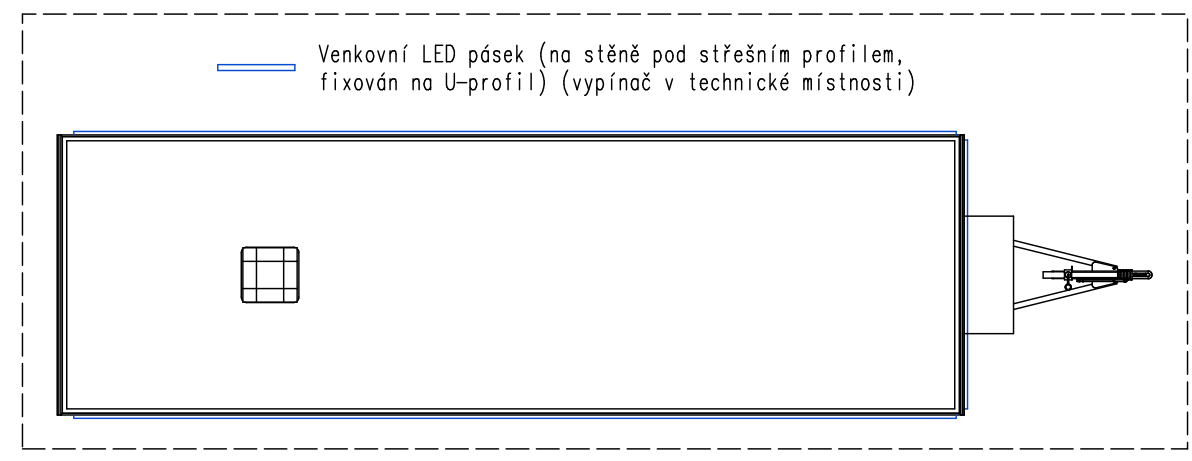 Venkovní LED pásek (na stěně pod střešním profilem,
fixován na U-profil) (vypínač v technické místnosti)